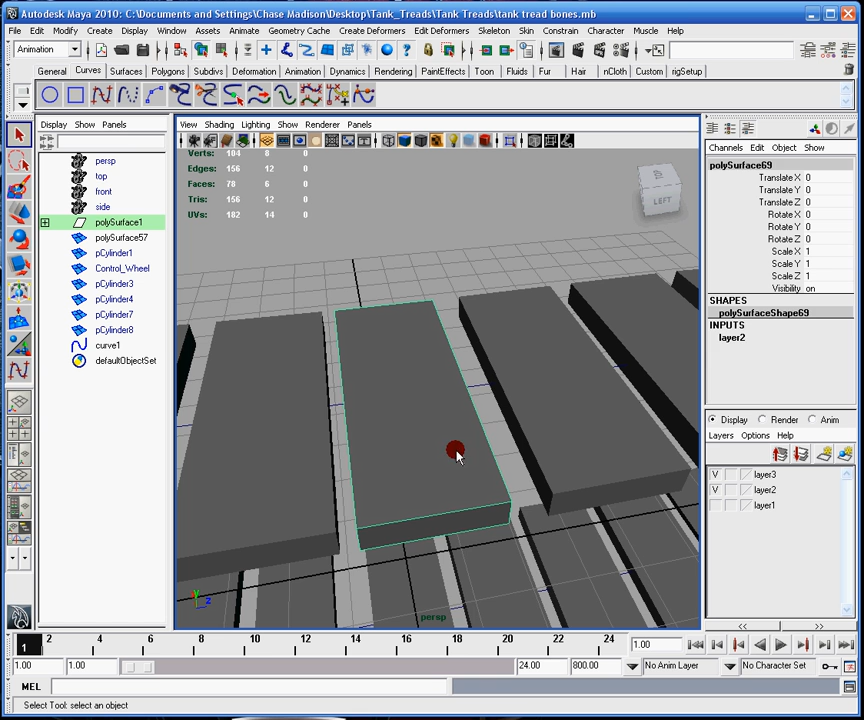 Autodesk Maya 2010: C:\Documents and Settings\Chase Madison\Desktop\Tank_Treads\Tank Treads\tank tread bones.mb
File Edit Modify Create Display Window Assets Animate Geometry Cache Create Deformers Edit Deformers Skeleton Skin Constrain Character Muscle Help
Animation
General Curves Surfaces Polygons Subdivs Deformation Animation Dynamics Rendering PaintEffects Toon Fluids Fur Hair nCloth Custom rigSetup
Display Show Panels
View Shading Lighting Show Renderer Panels
Channels Edit Object Show
persp
top
front
side
polySurface1
polySurface57
pCylinder1
Control_Wheel
pCylinder3
pCylinder4
pCylinder7
pCylinder8
curve1
defaultObjectSet
Verts: 104 8 0
Edges: 156 12 0
Faces: 78 6 0
Tris: 156 12 0
UVs: 182 14 0
LEFT
persp
polySurface69
Translate X 0
Translate Y 0
Translate Z 0
Rotate X 0
Rotate Y 0
Rotate Z 0
Scale X 1
Scale Y 1
Scale Z 1
Visibility on
SHAPES
polySurfaceShape69
INPUTS
layer2
Display Render Anim
Layers Options Help
V layer3
V layer2
layer1
<< >>
1 2 4 6 8 10 12 14 16 18 20 22 24 1.00
1.00 1.00 24.00 800.00 No Anim Layer No Character Set
MEL
Select Tool: select an object